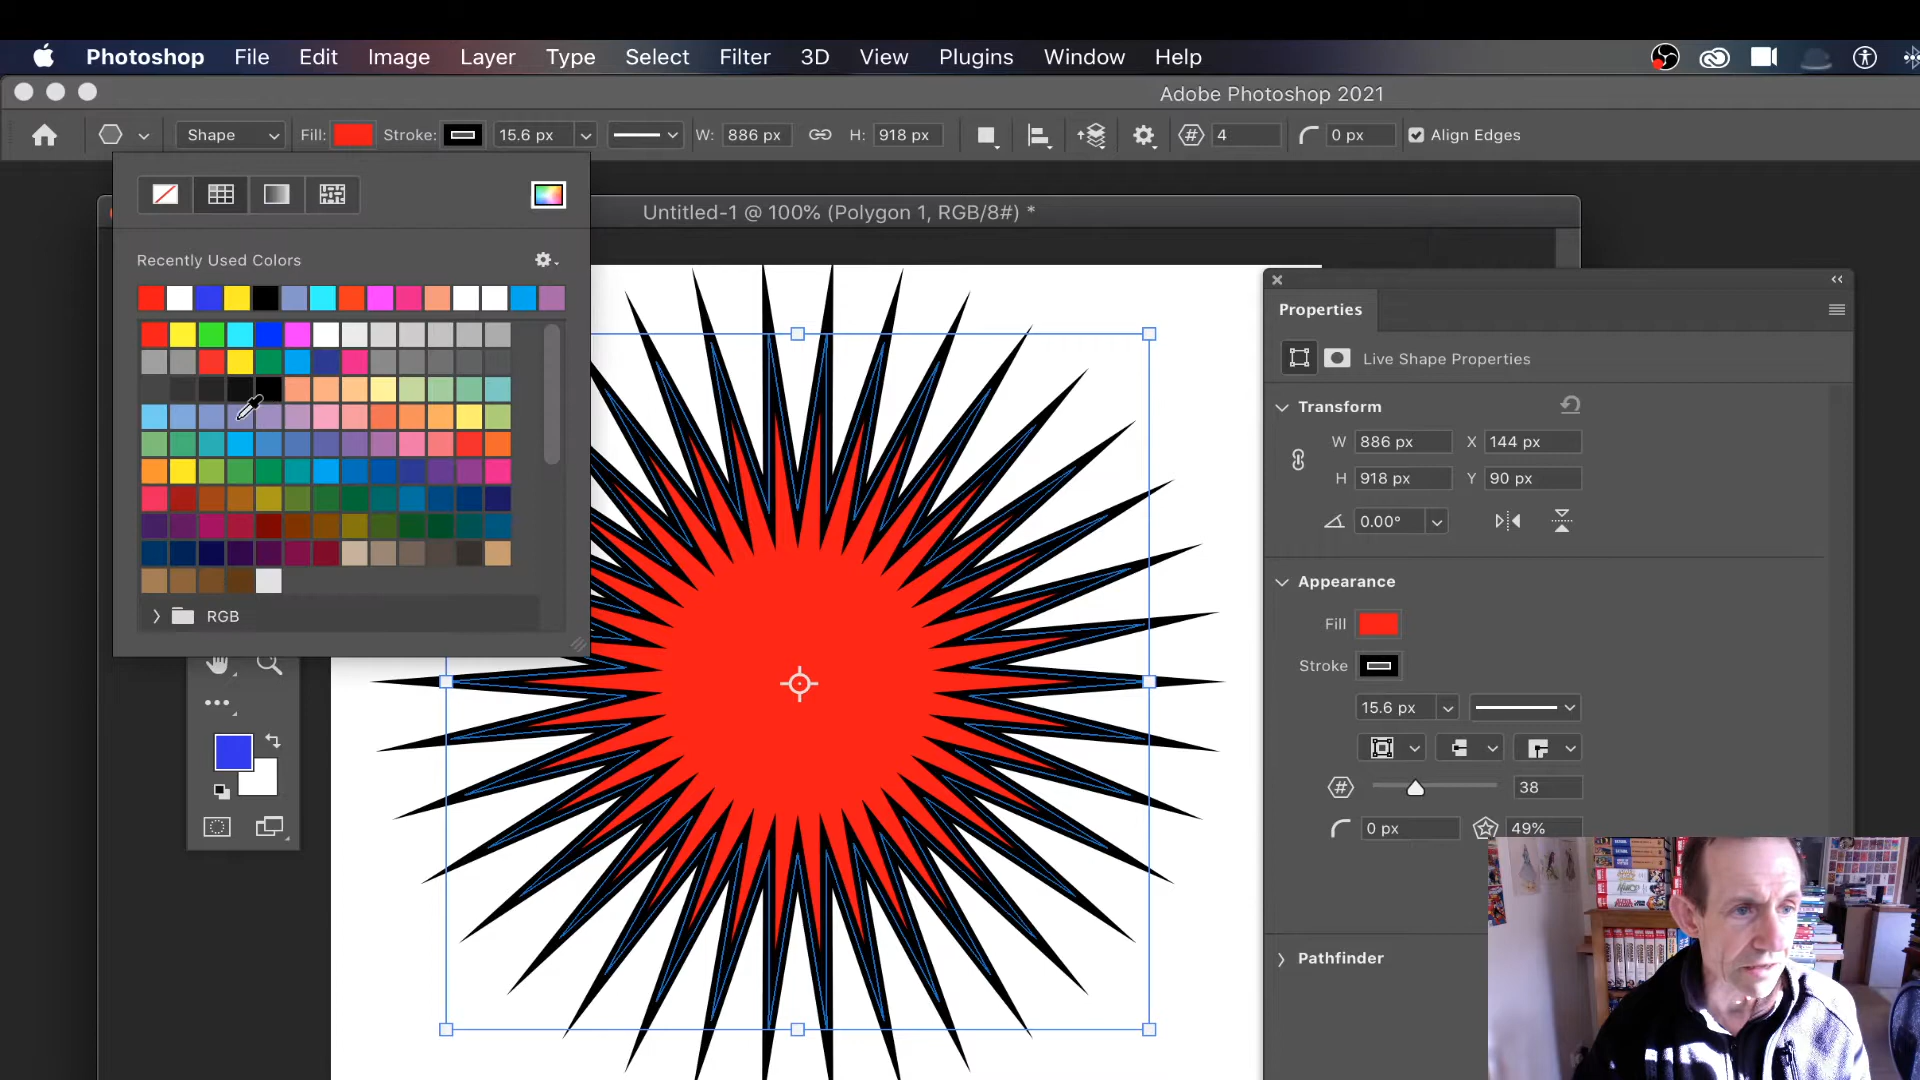 Photoshop File Edit Image Layer Type Select Filter 3D View Plugins Window Help
Adobe Photoshop 2021
Shape Fill: Stroke: 15.6 px W: 886 px H: 918 px 4 0 px Align Edges
Untitled-1 @ 100% (Polygon 1, RGB/8#) *
Recently Used Colors
RGB
Properties
Live Shape Properties
Transform
W 886 px X 144 px
H 918 px Y 90 px
0.00°
Appearance
Fill
Stroke
15.6 px
38
0 px 49%
Pathfinder